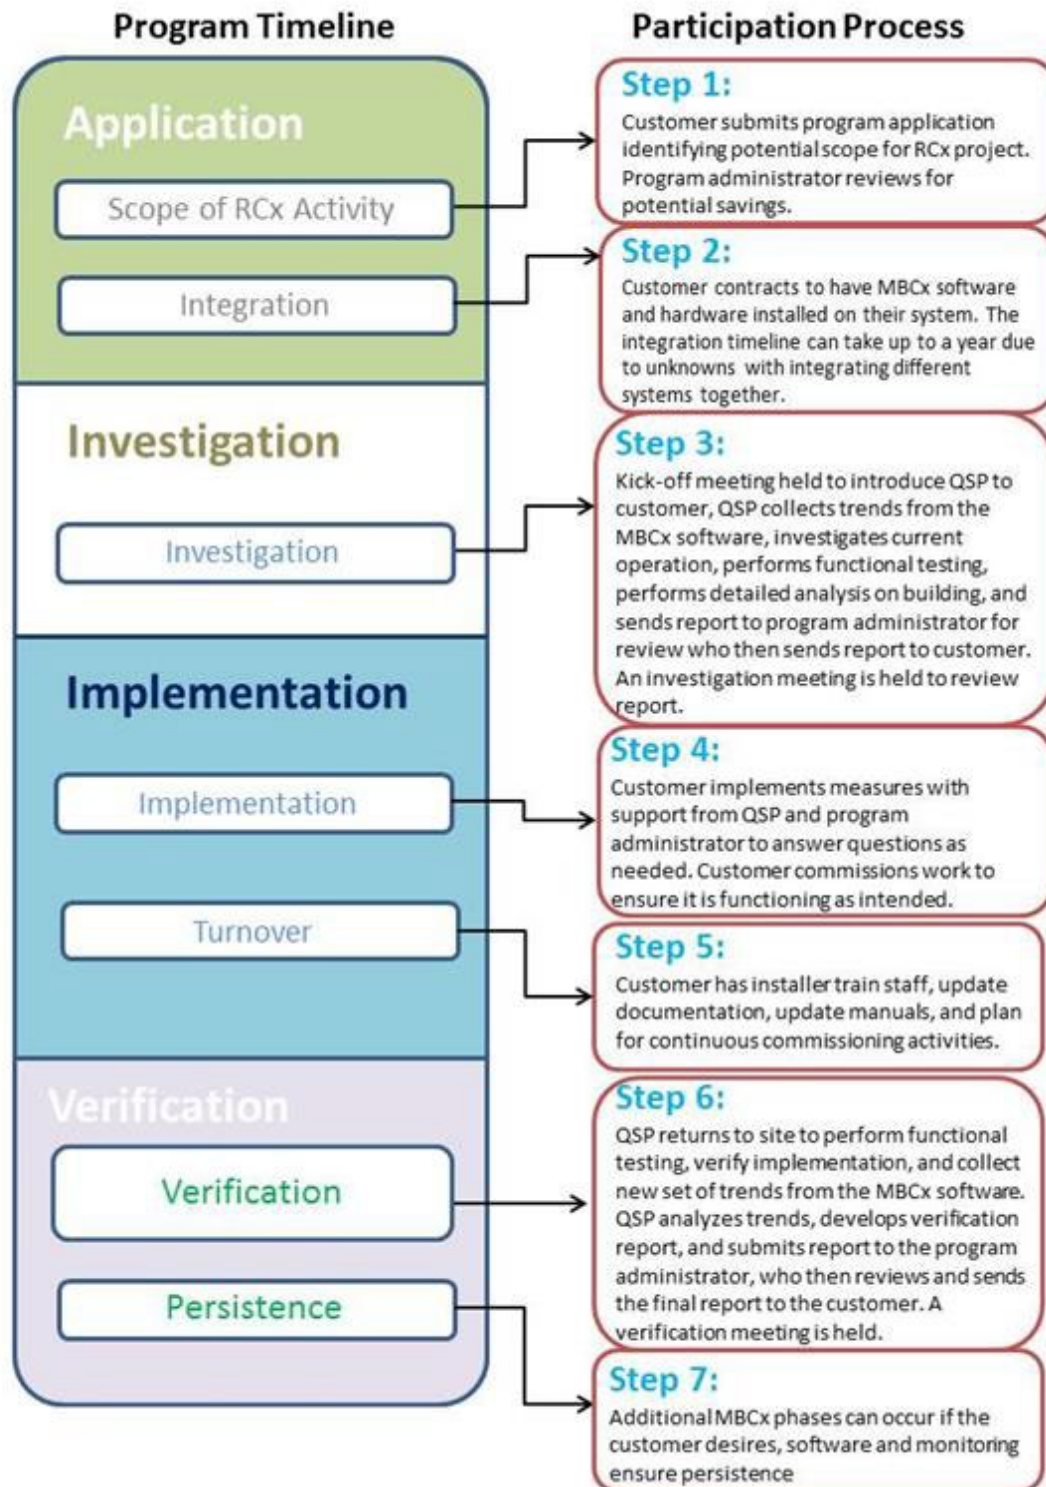 Program Timeline
Participation Process
Application
Scope of RCx Activity
Integration
Investigation
Investigation
Implementation
Implementation
Turnover
Verification
Verification
Persistence
Step 1:
Customer submits program application
identifying potential scope for RCx project.
Program administrator reviews for
potential savings.
Step 2:
Customer contracts to have MBCx software
and hardware installed on their system. The
integration timeline can take up to a year due
to unknowns with integrating different
systems together.
Step 3:
Kick-off meeting held to introduce QSP to
customer, QSP collects trends from the
MBCx software, investigates current
operation, performs functional testing,
performs detailed analysis on building, and
sends report to program administrator for
review who then sends report to customer.
An investigation meeting is held to review
report.
Step 4:
Customer implements measures with
support from QSP and program
administrator to answer questions as
needed. Customer commissions work to
ensure it is functioning as intended.
Step 5:
Customer has installer train staff, update
documentation, update manuals, and plan
for continuous commissioning activities.
Step 6:
QSP returns to site to perform functional
testing, verify implementation, and collect
new set of trends from the MBCx software.
QSP analyzes trends, develops verification
report, and submits report to the program
administrator, who then reviews and sends
the final report to the customer. A
verification meeting is held.
Step 7:
Additional MBCx phases can occur if the
customer desires, software and monitoring
ensure persistence